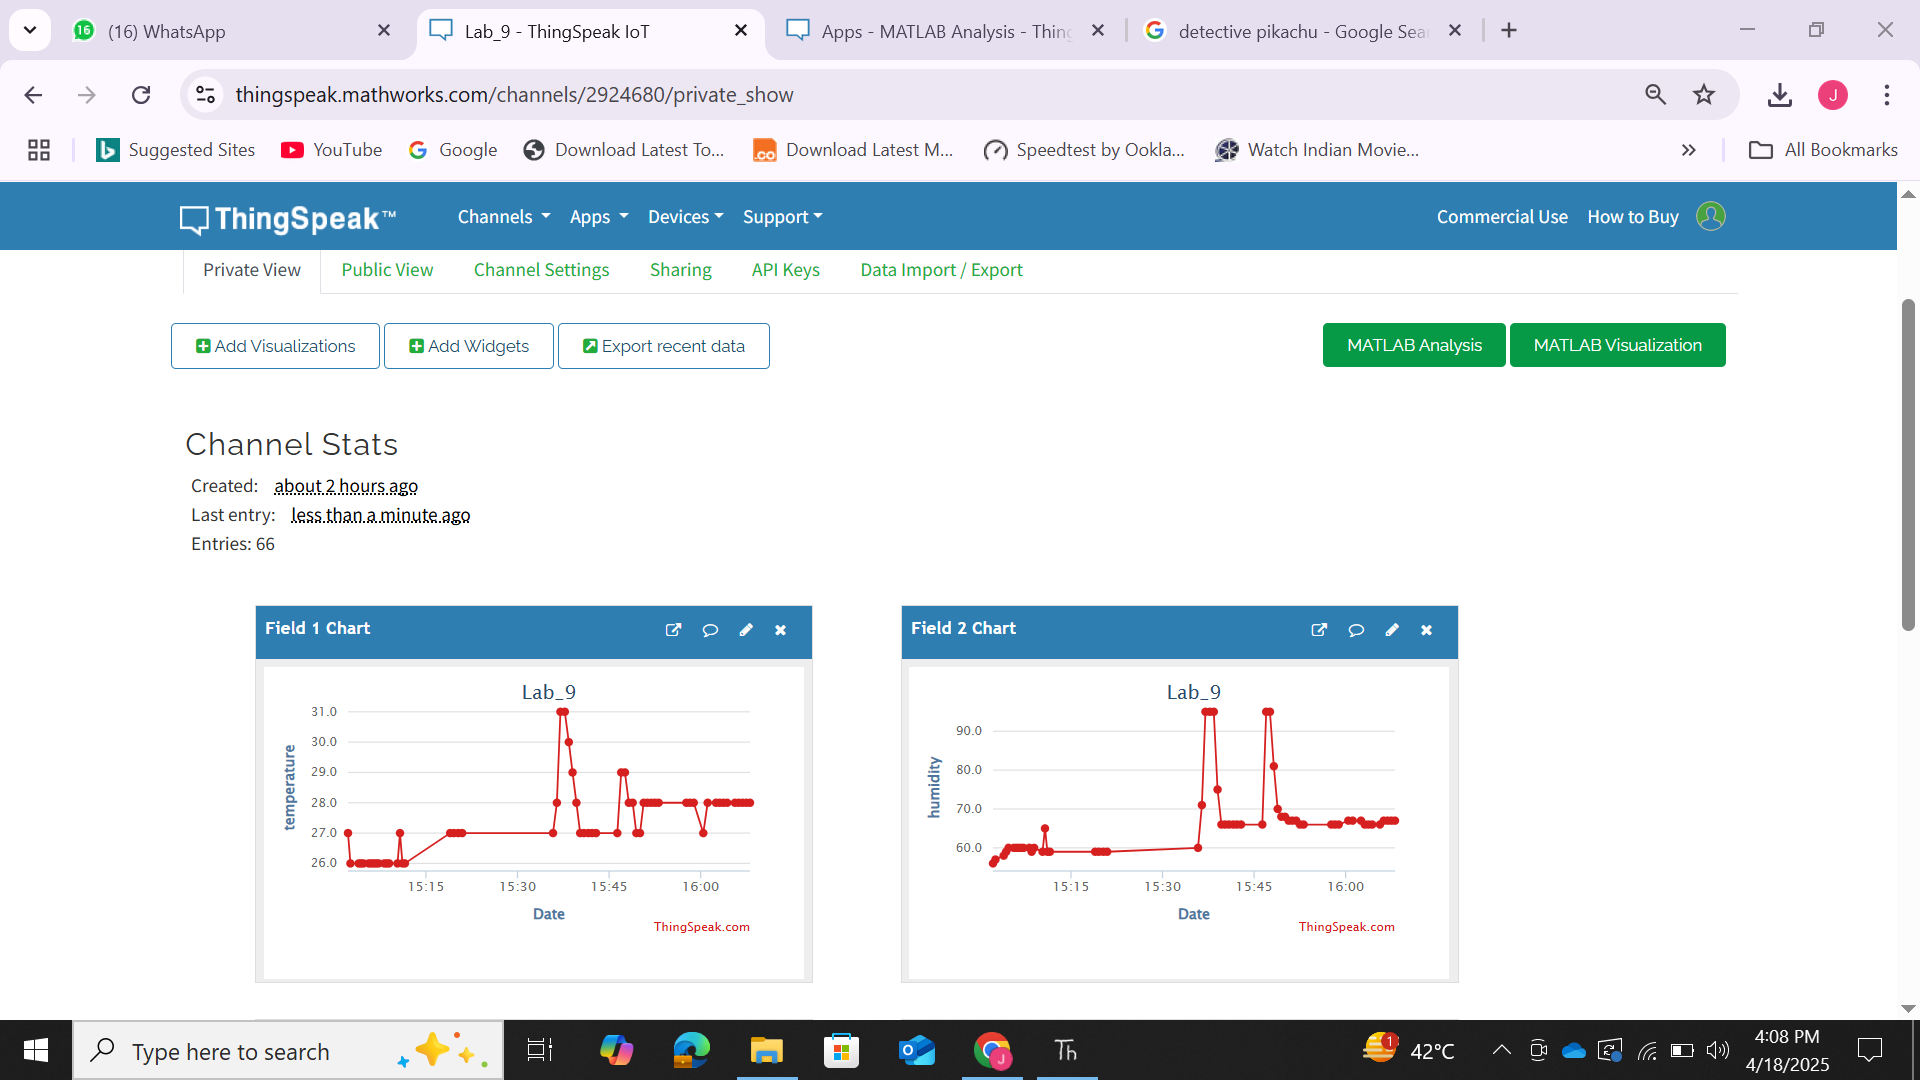 (16) WhatsApp
Lab_9 - ThingSpeak IoT
Apps - MATLAB Analysis - Thing
detective pikachu - Google Sea
thingspeak.mathworks.com/channels/2924680/private_show
J
Suggested Sites
YouTube
Google
Download Latest To...
Download Latest M...
Speedtest by Ookla...
Watch Indian Movie...
»
All Bookmarks
ThingSpeak™
Channels
Apps
Devices
Support
Commercial Use
How to Buy
Private View
Public View
Channel Settings
Sharing
API Keys
Data Import / Export
Add Visualizations
Add Widgets
Export recent data
MATLAB Analysis
MATLAB Visualization
Channel Stats
Created: about 2 hours ago
Last entry: less than a minute ago
Entries: 66
Field 1 Chart
Lab_9
temperature
31.0
30.0
29.0
28.0
27.0
26.0
15:15 15:30 15:45 16:00
Date
ThingSpeak.com
Field 2 Chart
Lab_9
humidity
90.0
80.0
70.0
60.0
15:15 15:30 15:45 16:00
Date
ThingSpeak.com
Type here to search
Th
1
42°C
4:08 PM
4/18/2025